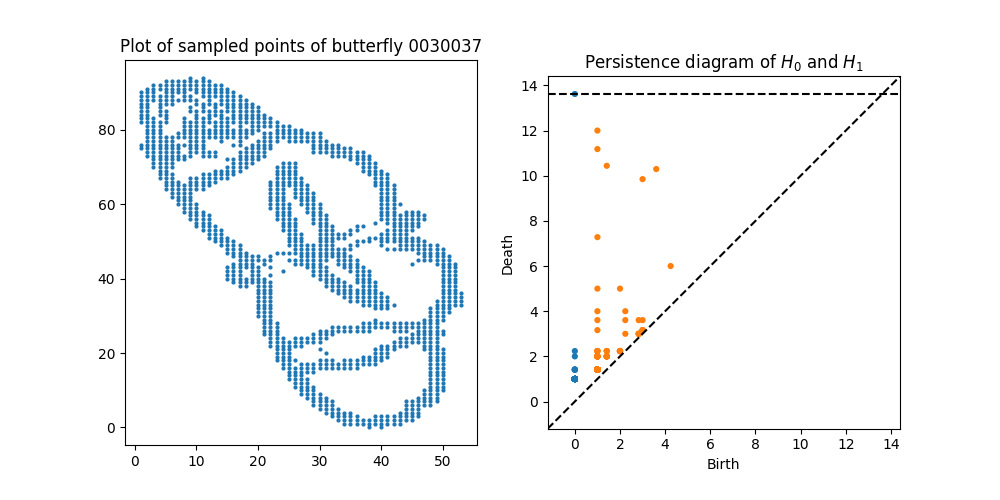 Plot of sampled points of butterfly 0030037
80
60
40
20
0
0 10 20 30 40 50
Persistence diagram of H₀ and H₁
14
12
10
8
6
4
2
0
Death
0 2 4 6 8 10 12 14
Birth